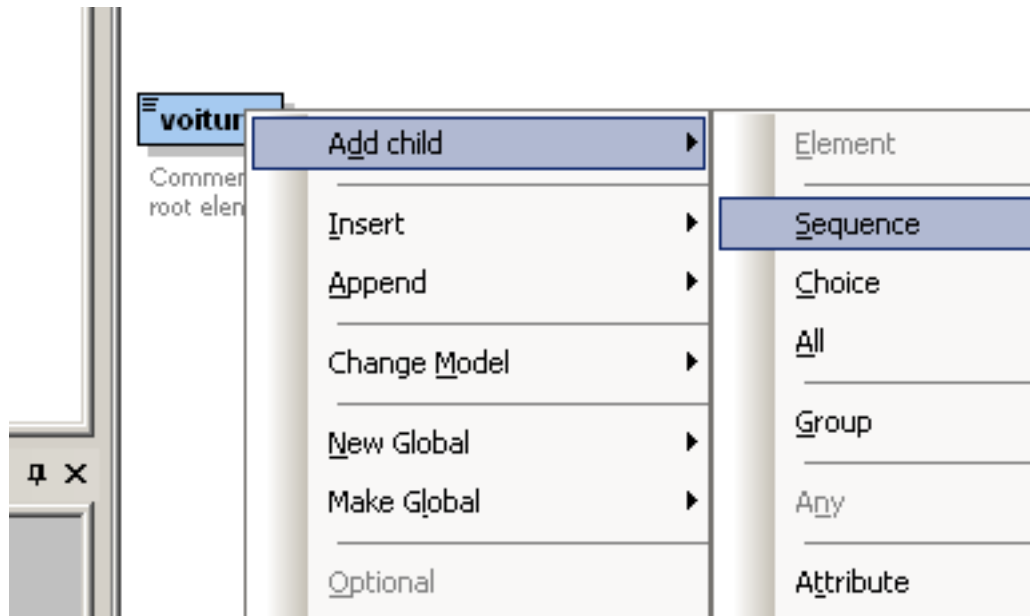 voitur
Commen
root elen
Add child
Insert
Append
Change Model
New Global
Make Global
Optional
Element
Sequence
Choice
All
Group
Any
Attribute